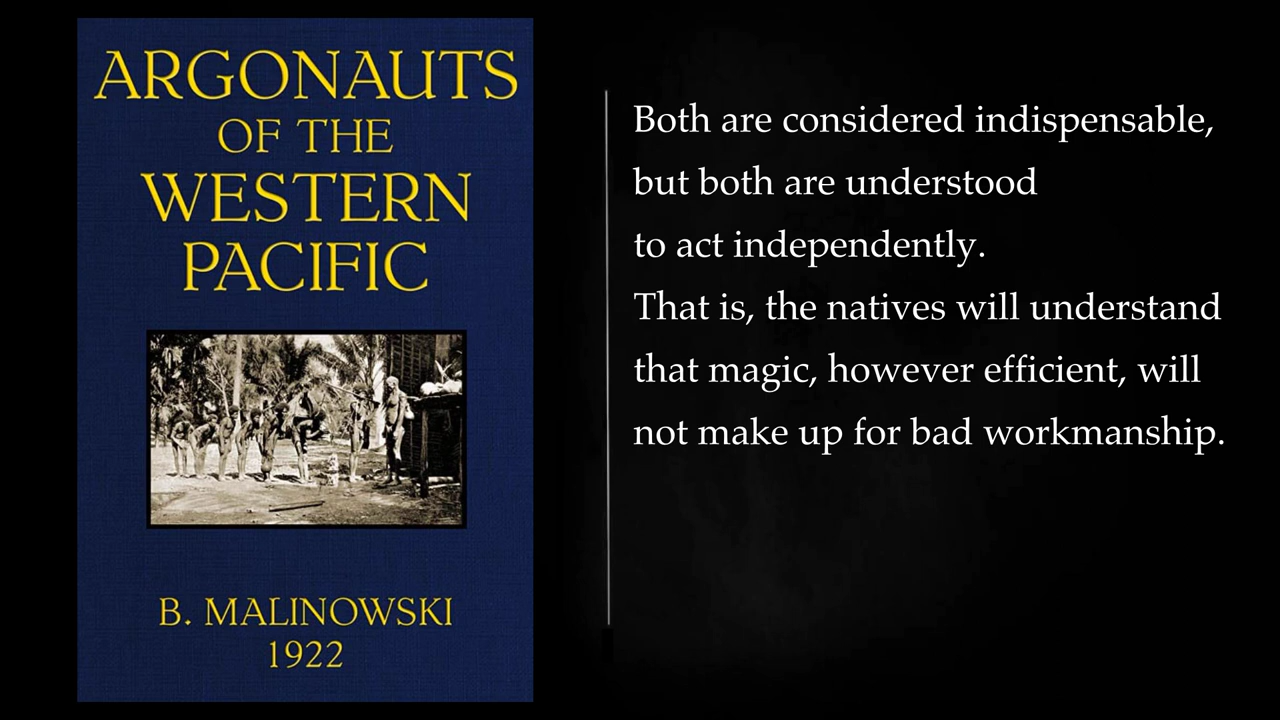 ARGONAUTS
OF THE
WESTERN
PACIFIC
B. MALINOWSKI
1922
Both are considered indispensable,
but both are understood
to act independently.
That is, the natives will understand
that magic, however efficient, will
not make up for bad workmanship.